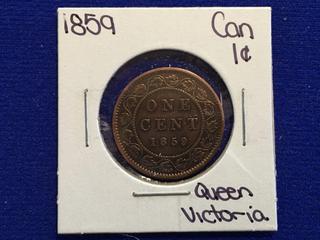 1859
Can
1¢
ONE
CENT
1859
Queen
Victoria